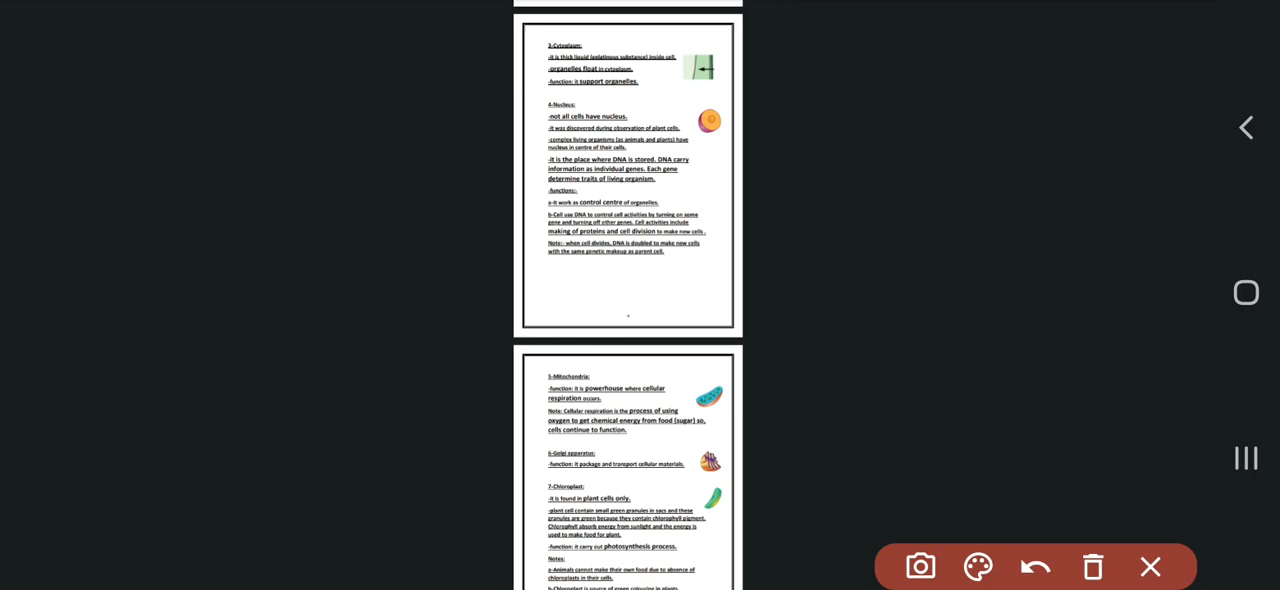 3-Cytoplasm:
-it is thick liquid (gelatinous substance) inside cell.
-organelles float in cytoplasm.
-function: it support organelles.
4-Nucleus:
-not all cells have nucleus.
-it was discovered during observation of plant cells.
-complex living organisms (as animals and plants) have
nucleus in centre of their cells.
-it is the place where DNA is stored. DNA carry
information as individual genes. Each gene
determine traits of living organism.
-functions:-
a-it work as control centre of organelles.
b-Cell use DNA to control cell activities by turning on some
gene and turning off other genes. Cell activities include
making of proteins and cell division to make new cells .
Note:- when cell divides, DNA is doubled to make new cells
with the same genetic makeup as parent cell.
4
5-Mitochondria:
-function: it is powerhouse where cellular
respiration occurs.
Note: Cellular respiration is the process of using
oxygen to get chemical energy from food (sugar) so,
cells continue to function.
6-Golgi apparatus:
-function: it package and transport cellular materials.
7-Chloroplast:
-it is found in plant cells only.
-plant cell contain small green granules in sacs and these
granules are green because they contain chlorophyll pigment.
Chlorophyll absorb energy from sunlight and the energy is
used to make food for plant.
-function: it carry out photosynthesis process.
Notes:
a-Animals cannot make their own food due to absence of
chloroplasts in their cells.
b-Chloroplast is source of green colouring in plants.